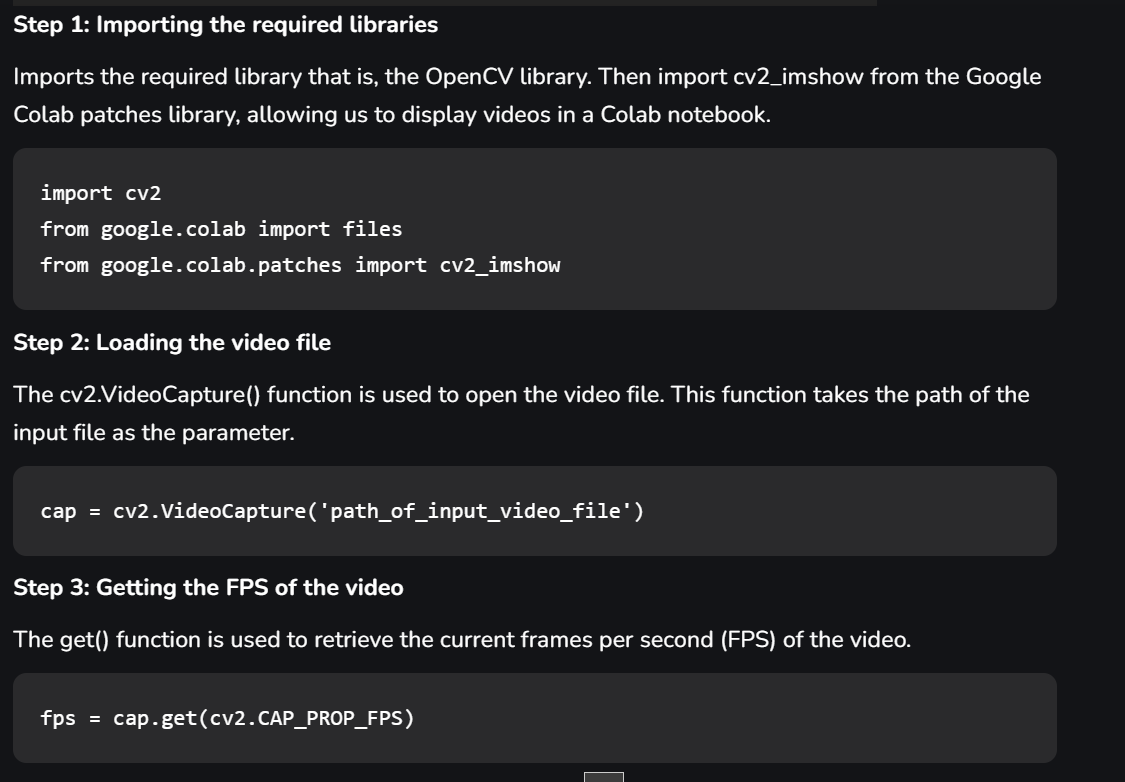 Step 1: Importing the required libraries
Imports the required library that is, the OpenCV library. Then import cv2_imshow from the Google
Colab patches library, allowing us to display videos in a Colab notebook.
import cv2
from google.colab import files
from google.colab.patches import cv2_imshow
Step 2: Loading the video file
The cv2.VideoCapture() function is used to open the video file. This function takes the path of the
input file as the parameter.
cap = cv2.VideoCapture('path_of_input_video_file')
Step 3: Getting the FPS of the video
The get() function is used to retrieve the current frames per second (FPS) of the video.
fps = cap.get(cv2.CAP_PROP_FPS)